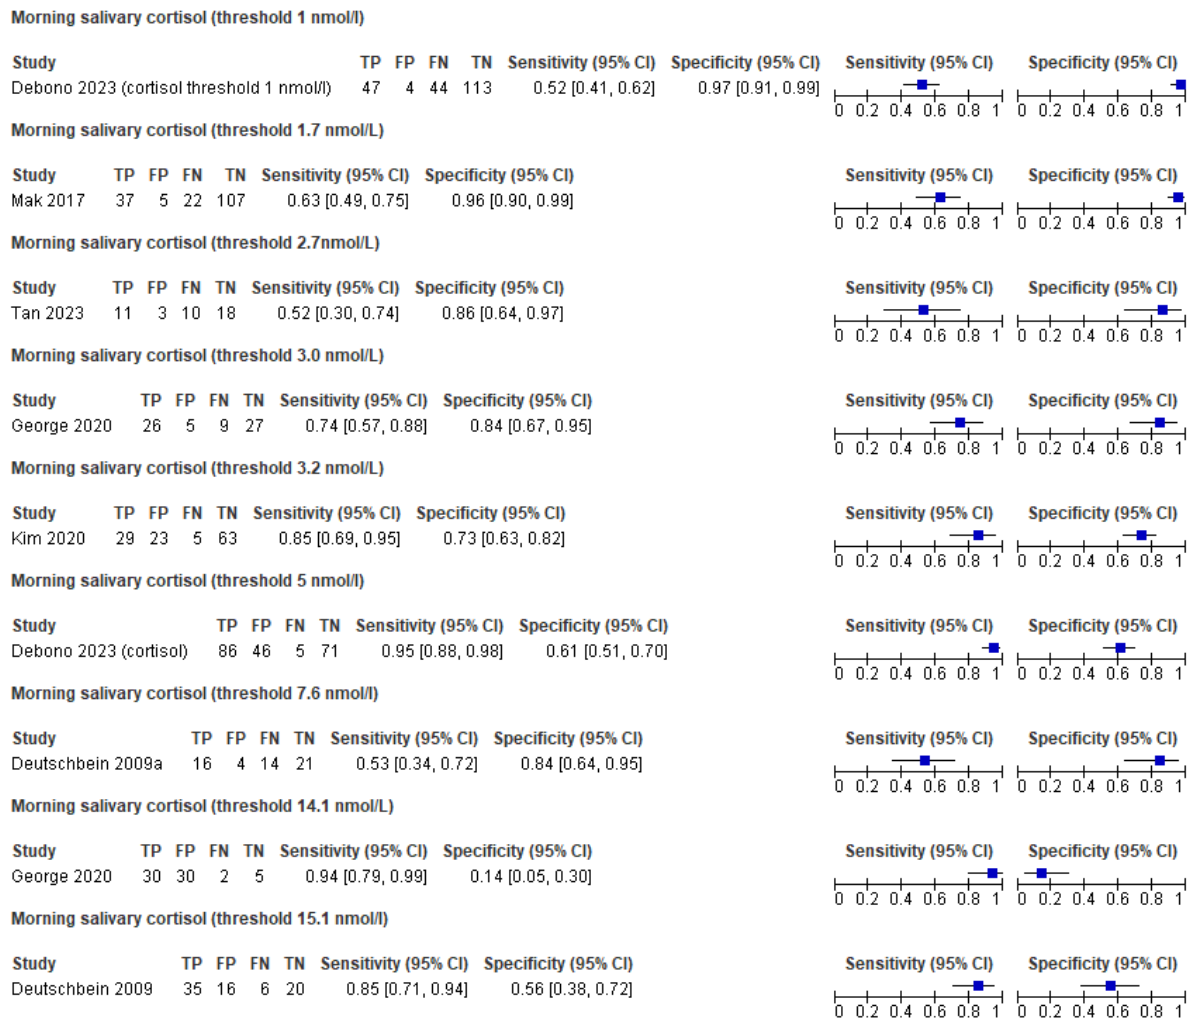 Morning salivary cortisol (threshold 1 nmol/l)
Study TP FP FN TN Sensitivity (95% CI) Specificity (95% CI) Sensitivity (95% CI) Specificity (95% CI)
Debono 2023 (cortisol threshold 1 nmol/l) 47 4 44 113 0.52 [0.41, 0.62] 0.97 [0.91, 0.99]
0 0.2 0.4 0.6 0.8 1 0 0.2 0.4 0.6 0.8 1
Morning salivary cortisol (threshold 1.7 nmol/L)
Study TP FP FN TN Sensitivity (95% CI) Specificity (95% CI) Sensitivity (95% CI) Specificity (95% CI)
Mak 2017 37 5 22 107 0.63 [0.49, 0.75] 0.96 [0.90, 0.99]
0 0.2 0.4 0.6 0.8 1 0 0.2 0.4 0.6 0.8 1
Morning salivary cortisol (threshold 2.7nmol/L)
Study TP FP FN TN Sensitivity (95% CI) Specificity (95% CI) Sensitivity (95% CI) Specificity (95% CI)
Tan 2023 11 3 10 18 0.52 [0.30, 0.74] 0.86 [0.64, 0.97]
0 0.2 0.4 0.6 0.8 1 0 0.2 0.4 0.6 0.8 1
Morning salivary cortisol (threshold 3.0 nmol/L)
Study TP FP FN TN Sensitivity (95% CI) Specificity (95% CI) Sensitivity (95% CI) Specificity (95% CI)
George 2020 26 5 9 27 0.74 [0.57, 0.88] 0.84 [0.67, 0.95]
0 0.2 0.4 0.6 0.8 1 0 0.2 0.4 0.6 0.8 1
Morning salivary cortisol (threshold 3.2 nmol/L)
Study TP FP FN TN Sensitivity (95% CI) Specificity (95% CI) Sensitivity (95% CI) Specificity (95% CI)
Kim 2020 29 23 5 63 0.85 [0.69, 0.95] 0.73 [0.63, 0.82]
0 0.2 0.4 0.6 0.8 1 0 0.2 0.4 0.6 0.8 1
Morning salivary cortisol (threshold 5 nmol/l)
Study TP FP FN TN Sensitivity (95% CI) Specificity (95% CI) Sensitivity (95% CI) Specificity (95% CI)
Debono 2023 (cortisol) 86 46 5 71 0.95 [0.88, 0.98] 0.61 [0.51, 0.70]
0 0.2 0.4 0.6 0.8 1 0 0.2 0.4 0.6 0.8 1
Morning salivary cortisol (threshold 7.6 nmol/l)
Study TP FP FN TN Sensitivity (95% CI) Specificity (95% CI) Sensitivity (95% CI) Specificity (95% CI)
Deutschbein 2009a 16 4 14 21 0.53 [0.34, 0.72] 0.84 [0.64, 0.95]
0 0.2 0.4 0.6 0.8 1 0 0.2 0.4 0.6 0.8 1
Morning salivary cortisol (threshold 14.1 nmol/L)
Study TP FP FN TN Sensitivity (95% CI) Specificity (95% CI) Sensitivity (95% CI) Specificity (95% CI)
George 2020 30 30 2 5 0.94 [0.79, 0.99] 0.14 [0.05, 0.30]
0 0.2 0.4 0.6 0.8 1 0 0.2 0.4 0.6 0.8 1
Morning salivary cortisol (threshold 15.1 nmol/l)
Study TP FP FN TN Sensitivity (95% CI) Specificity (95% CI) Sensitivity (95% CI) Specificity (95% CI)
Deutschbein 2009 35 16 6 20 0.85 [0.71, 0.94] 0.56 [0.38, 0.72]
0 0.2 0.4 0.6 0.8 1 0 0.2 0.4 0.6 0.8 1